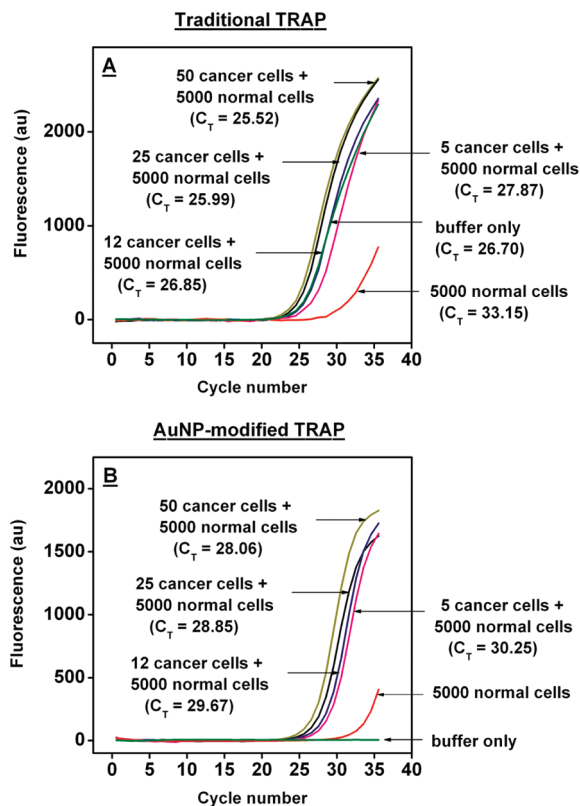 Traditional TRAP
A
50 cancer cells +
5000 normal cells
(CT = 25.52)
25 cancer cells +
5000 normal cells
(CT = 25.99)
12 cancer cells +
5000 normal cells
(CT = 26.85)
5 cancer cells +
5000 normal cells
(CT = 27.87)
buffer only
(CT = 26.70)
5000 normal cells
(CT = 33.15)
Fluorescence (au)
2000
1000
0
0 5 10 15 20 25 30 35 40
Cycle number
AuNP-modified TRAP
B
50 cancer cells +
5000 normal cells
(CT = 28.06)
25 cancer cells +
5000 normal cells
(CT = 28.85)
12 cancer cells +
5000 normal cells
(CT = 29.67)
5 cancer cells +
5000 normal cells
(CT = 30.25)
5000 normal cells
buffer only
Fluorescence (au)
2000
1500
1000
500
0
0 5 10 15 20 25 30 35 40
Cycle number